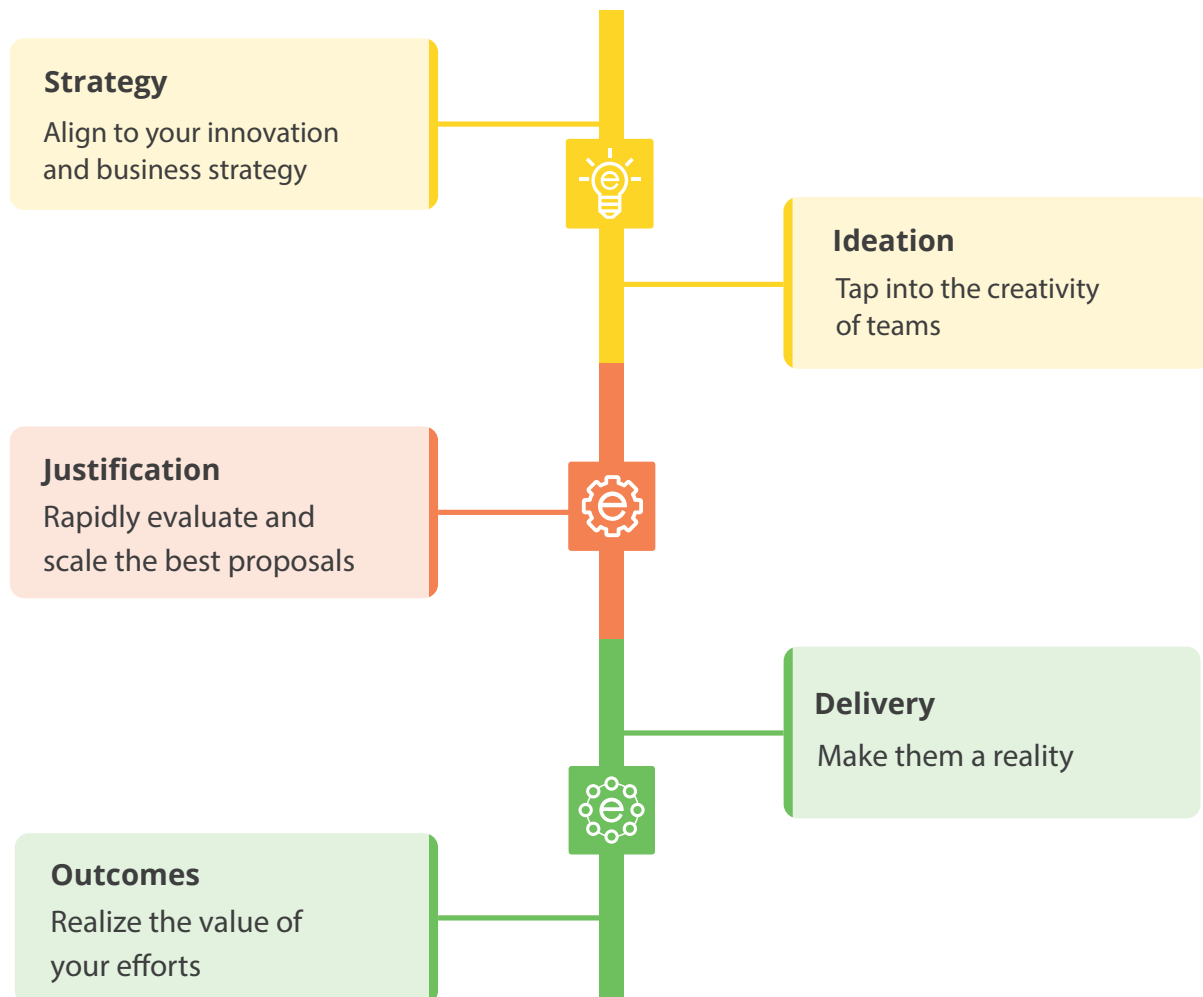 Strategy
Align to your innovation
and business strategy
Ideation
Tap into the creativity
of teams
e
Justification
Rapidly evaluate and
scale the best proposals
e
Delivery
Make them a reality
e
Outcomes
Realize the value of
your efforts